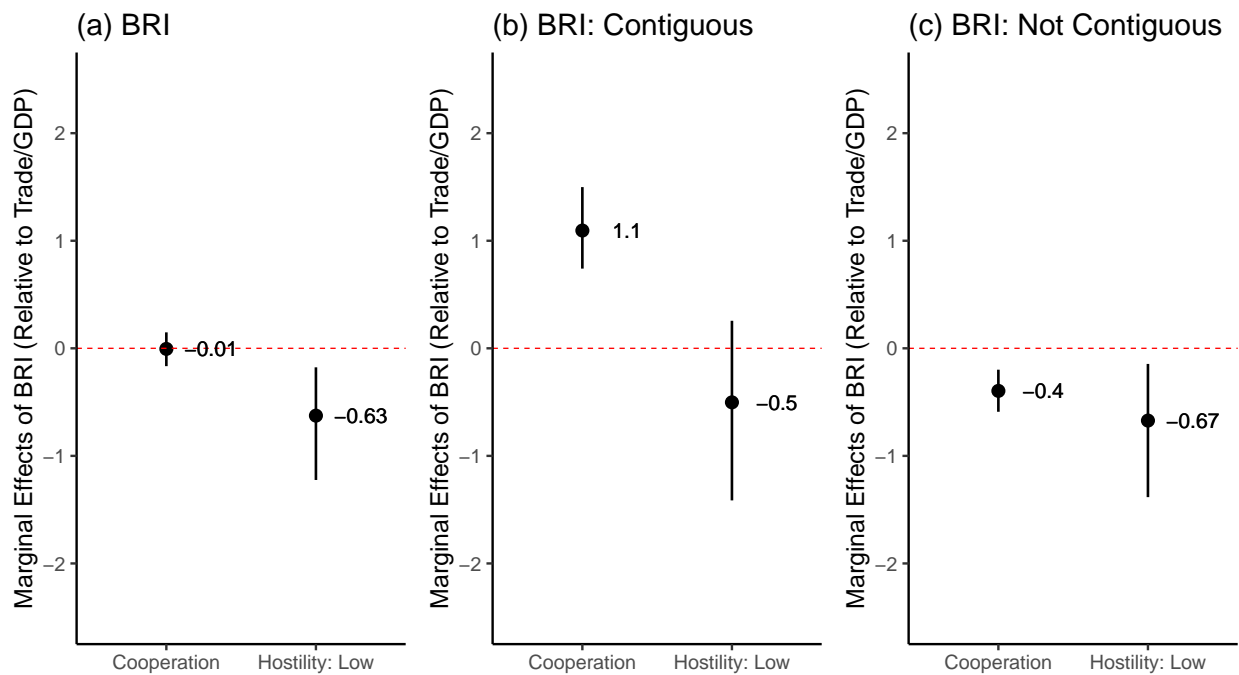 (a) BRI
Marginal Effects of BRI (Relative to Trade/GDP)
2
1
0
−1
−2
−0.01
−0.63
Cooperation
Hostility: Low
(b) BRI: Contiguous
Marginal Effects of BRI (Relative to Trade/GDP)
2
1
0
−1
−2
1.1
−0.5
Cooperation
Hostility: Low
(c) BRI: Not Contiguous
Marginal Effects of BRI (Relative to Trade/GDP)
2
1
0
−1
−2
−0.4
−0.67
Cooperation
Hostility: Low